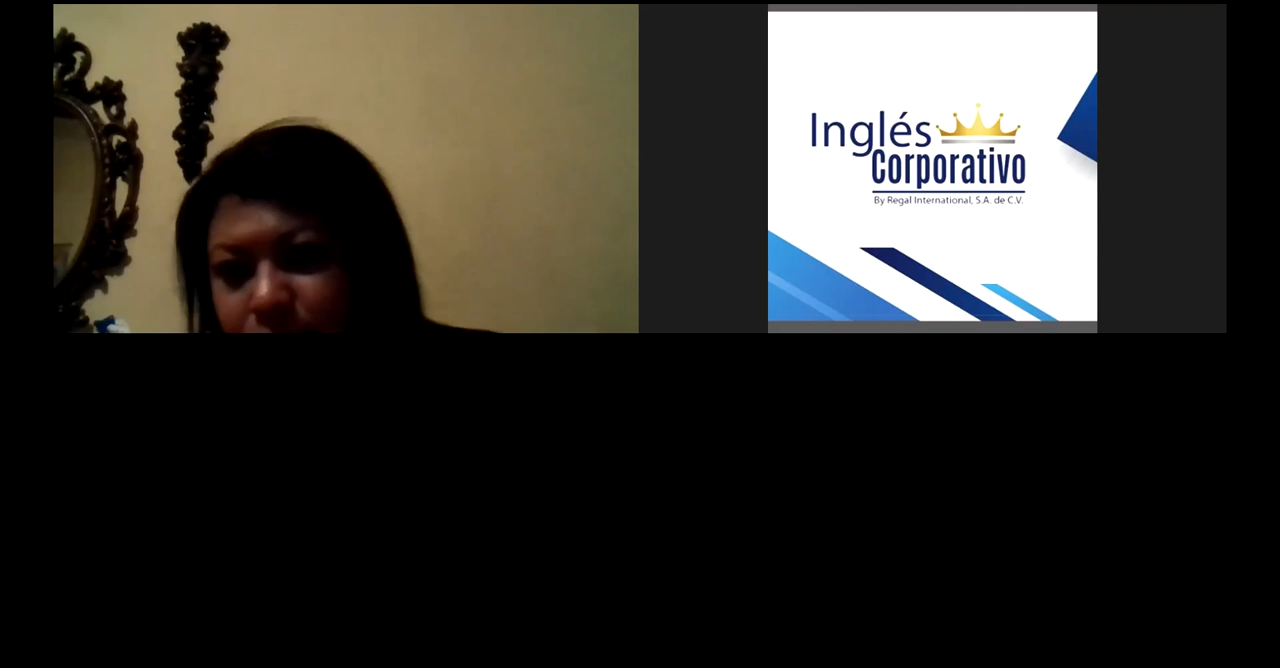 Inglés
Corporativo
By Regal International, S.A. de C.V.